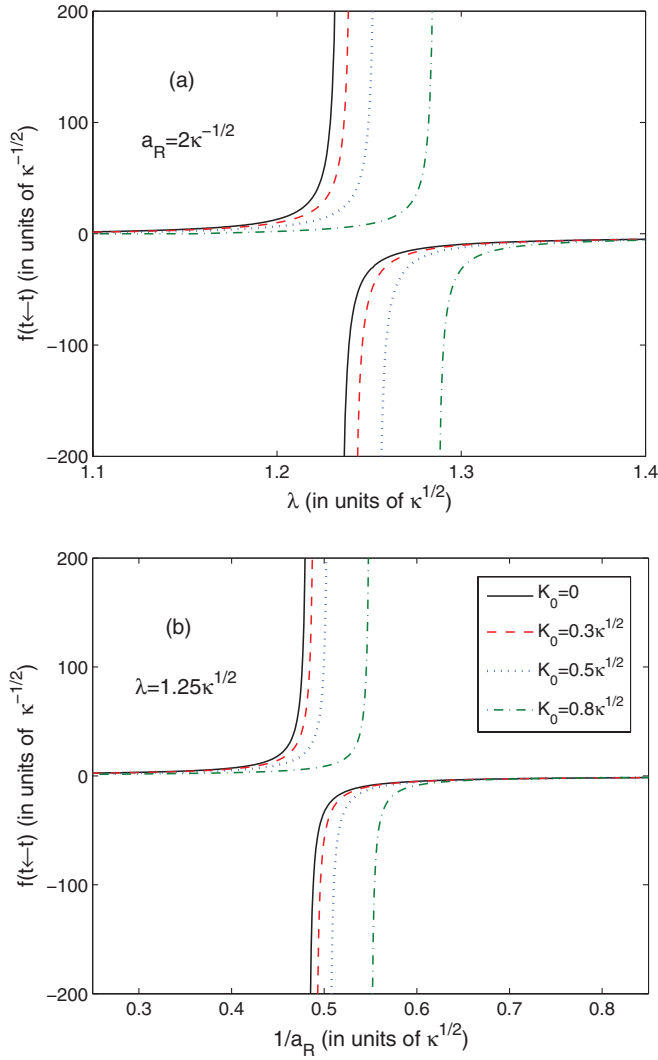 200
(a)
100
a_R=2κ^{-1/2}
0
−100
−200
f(t←t) (in units of κ^{-1/2})
1.1 1.2 1.3 1.4
λ (in units of κ^{1/2})
200
(b)
K_0=0
100
λ=1.25κ^{1/2}
K_0=0.3κ^{1/2}
K_0=0.5κ^{1/2}
K_0=0.8κ^{1/2}
0
−100
−200
f(t←t) (in units of κ^{-1/2})
0.3 0.4 0.5 0.6 0.7 0.8
1/a_R (in units of κ^{1/2})